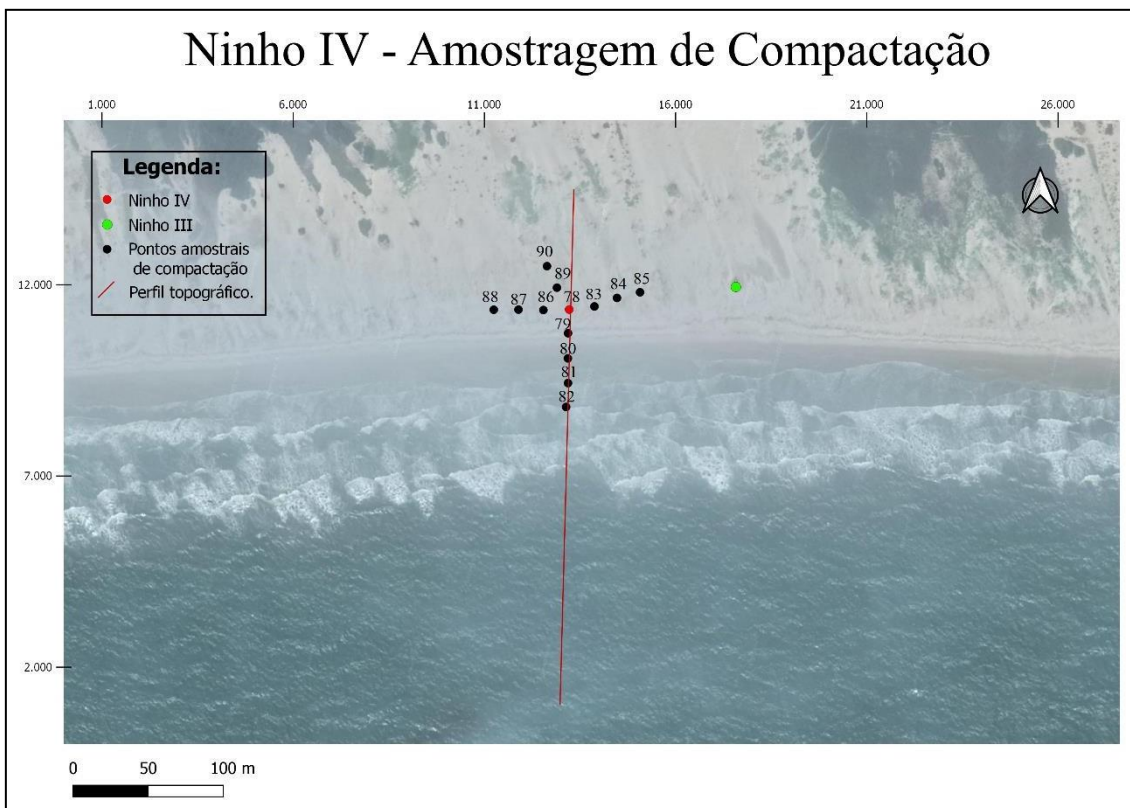 Ninho IV - Amostragem de Compactação
1.000 6.000 11.000 16.000 21.000 26.000
Legenda:
Ninho IV
Ninho III
Pontos amostrais
de compactação
Perfil topográfico.
90
89
12.000
88 87 86 78 83 84 85
79
80
81
82
7.000
2.000
0 50 100 m